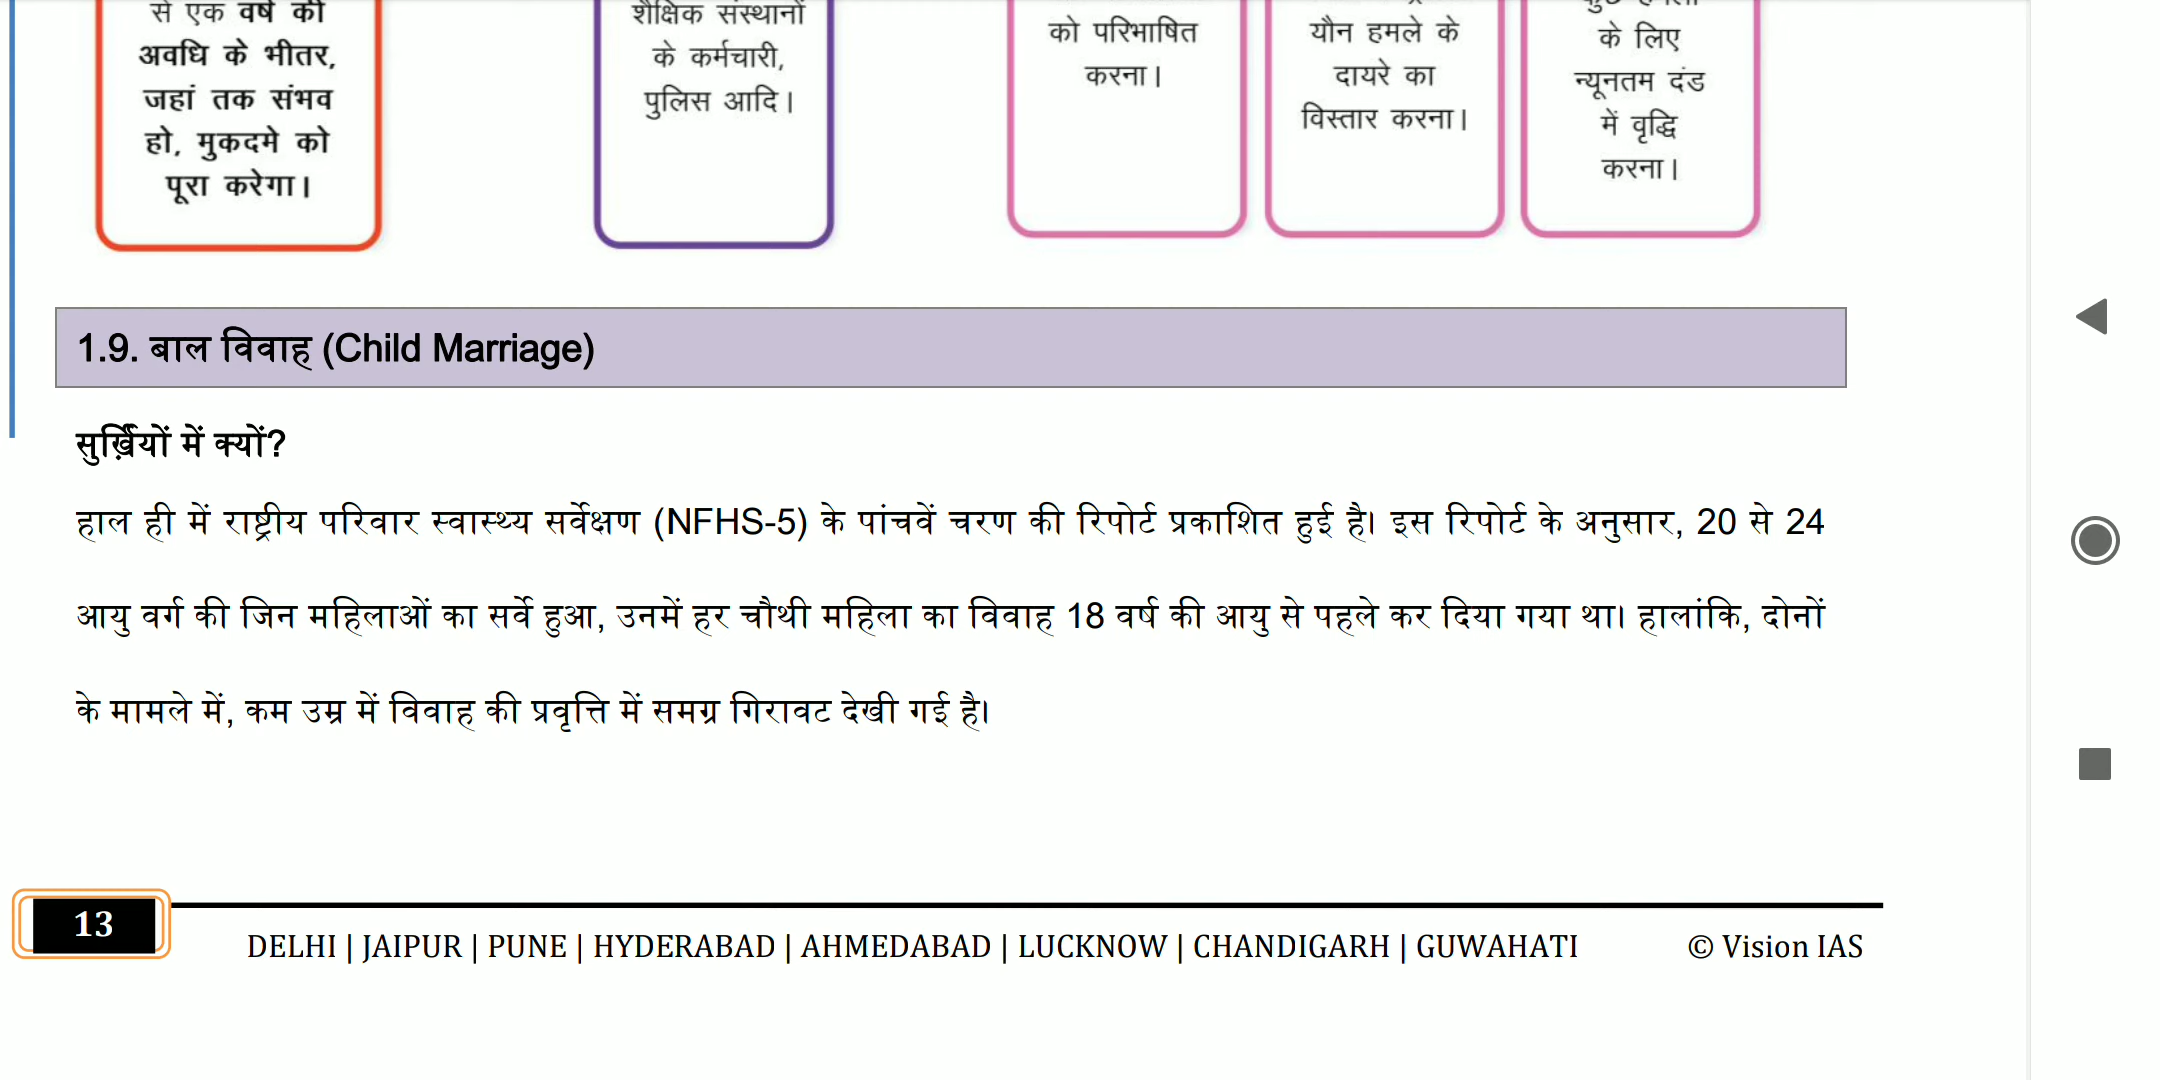 से एक वर्ष की
अवधि के भीतर,
जहां तक संभव
हो, मुकदमे को
पूरा करेगा।
शैक्षिक संस्थानों
के कर्मचारी,
पुलिस आदि।
को परिभाषित
करना।
यौन हमले के
दायरे का
विस्तार करना।
के लिए
न्यूनतम दंड
में वृद्धि
करना।
1.9. बाल विवाह (Child Marriage)
सुर्ख़ियों में क्यों?
हाल ही में राष्ट्रीय परिवार स्वास्थ्य सर्वेक्षण (NFHS-5) के पांचवें चरण की रिपोर्ट प्रकाशित हुई है। इस रिपोर्ट के अनुसार, 20 से 24
आयु वर्ग की जिन महिलाओं का सर्वे हुआ, उनमें हर चौथी महिला का विवाह 18 वर्ष की आयु से पहले कर दिया गया था। हालांकि, दोनों
के मामले में, कम उम्र में विवाह की प्रवृत्ति में समग्र गिरावट देखी गई है।
13
DELHI | JAIPUR | PUNE | HYDERABAD | AHMEDABAD | LUCKNOW | CHANDIGARH | GUWAHATI
© Vision IAS